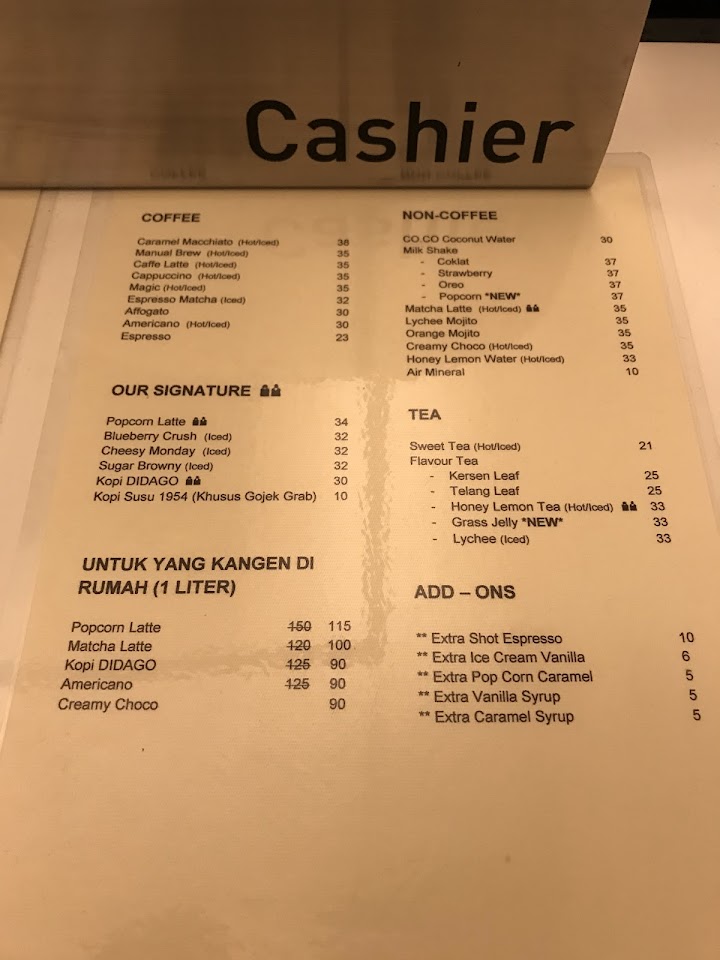 Cashier
COFFEE
Caramel Macchiato (Hot/Iced) 38
Manual Brew (Hot/Iced) 35
Caffe Latte (Hot/Iced) 35
Cappuccino (Hot/Iced) 35
Magic (Hot/Iced) 35
Espresso Matcha (Iced) 32
Affogato 30
Americano (Hot/Iced) 30
Espresso 23
OUR SIGNATURE
Popcorn Latte 34
Blueberry Crush (Iced) 32
Cheesy Monday (Iced) 32
Sugar Browny (Iced) 32
Kopi DIDAGO 30
Kopi Susu 1954 (Khusus Gojek Grab) 10
UNTUK YANG KANGEN DI
RUMAH (1 LITER)
Popcorn Latte 150 115
Matcha Latte 120 100
Kopi DIDAGO 125 90
Americano 125 90
Creamy Choco 90
NON-COFFEE
CO.CO Coconut Water 30
Milk Shake
- Coklat 37
- Strawberry 37
- Oreo 37
- Popcorn *NEW* 37
Matcha Latte (Hot/Iced) 35
Lychee Mojito 35
Orange Mojito 35
Creamy Choco (Hot/Iced) 35
Honey Lemon Water (Hot/Iced) 33
Air Mineral 10
TEA
Sweet Tea (Hot/Iced) 21
Flavour Tea
- Kersen Leaf 25
- Telang Leaf 25
- Honey Lemon Tea (Hot/Iced) 33
- Grass Jelly *NEW* 33
- Lychee (Iced) 33
ADD – ONS
** Extra Shot Espresso 10
** Extra Ice Cream Vanilla 6
** Extra Pop Corn Caramel 5
** Extra Vanilla Syrup 5
** Extra Caramel Syrup 5